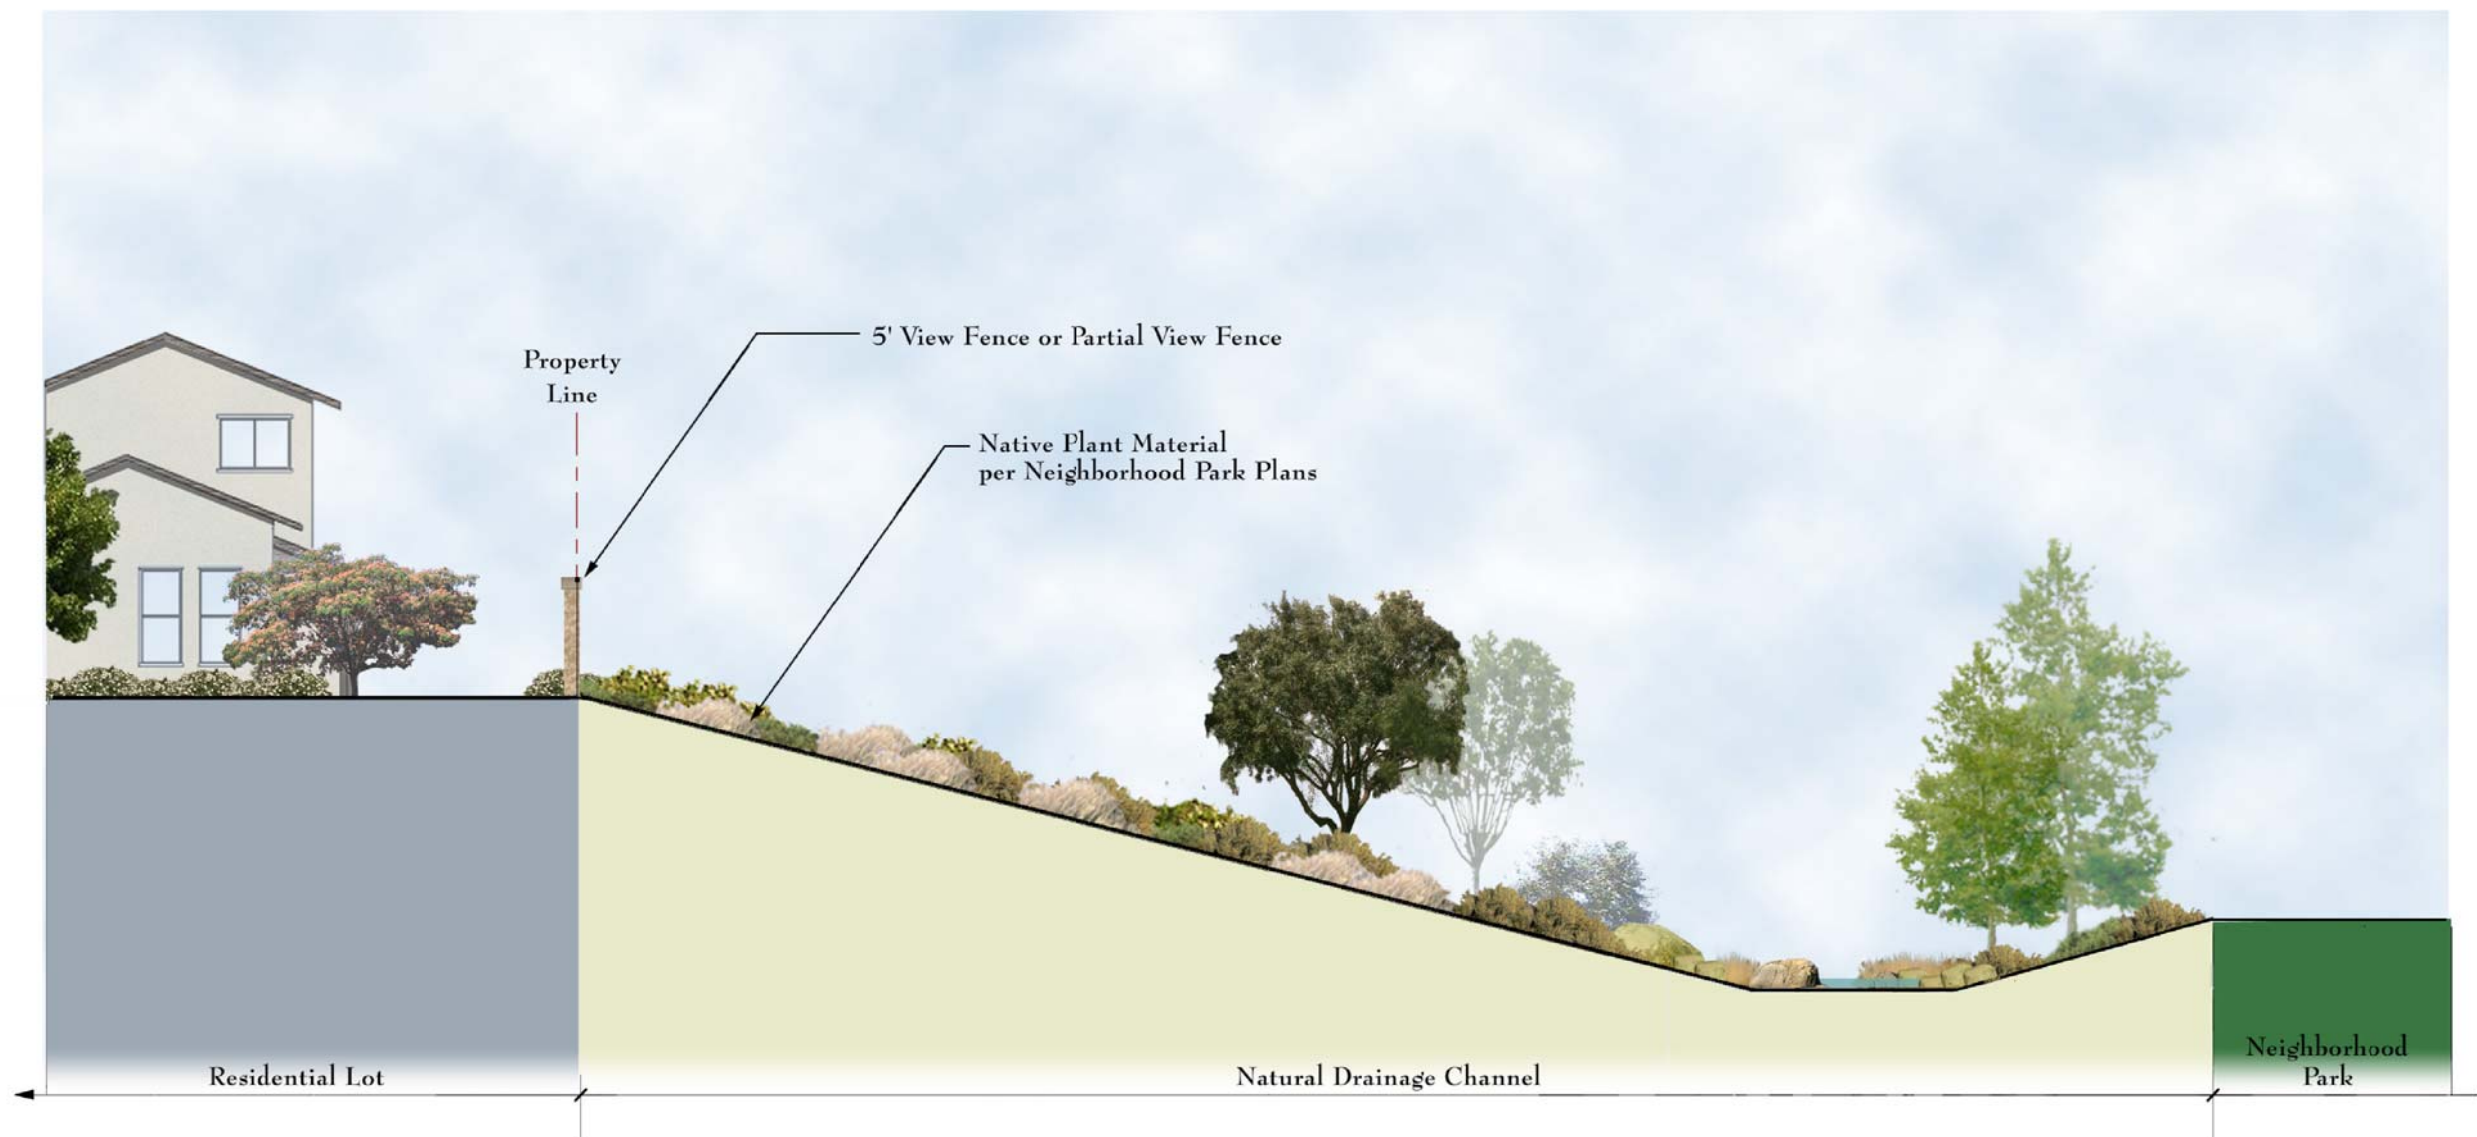 5' View Fence or Partial View Fence
Property
Line
Native Plant Material
per Neighborhood Park Plans
Residential Lot
Natural Drainage Channel
Neighborhood
Park